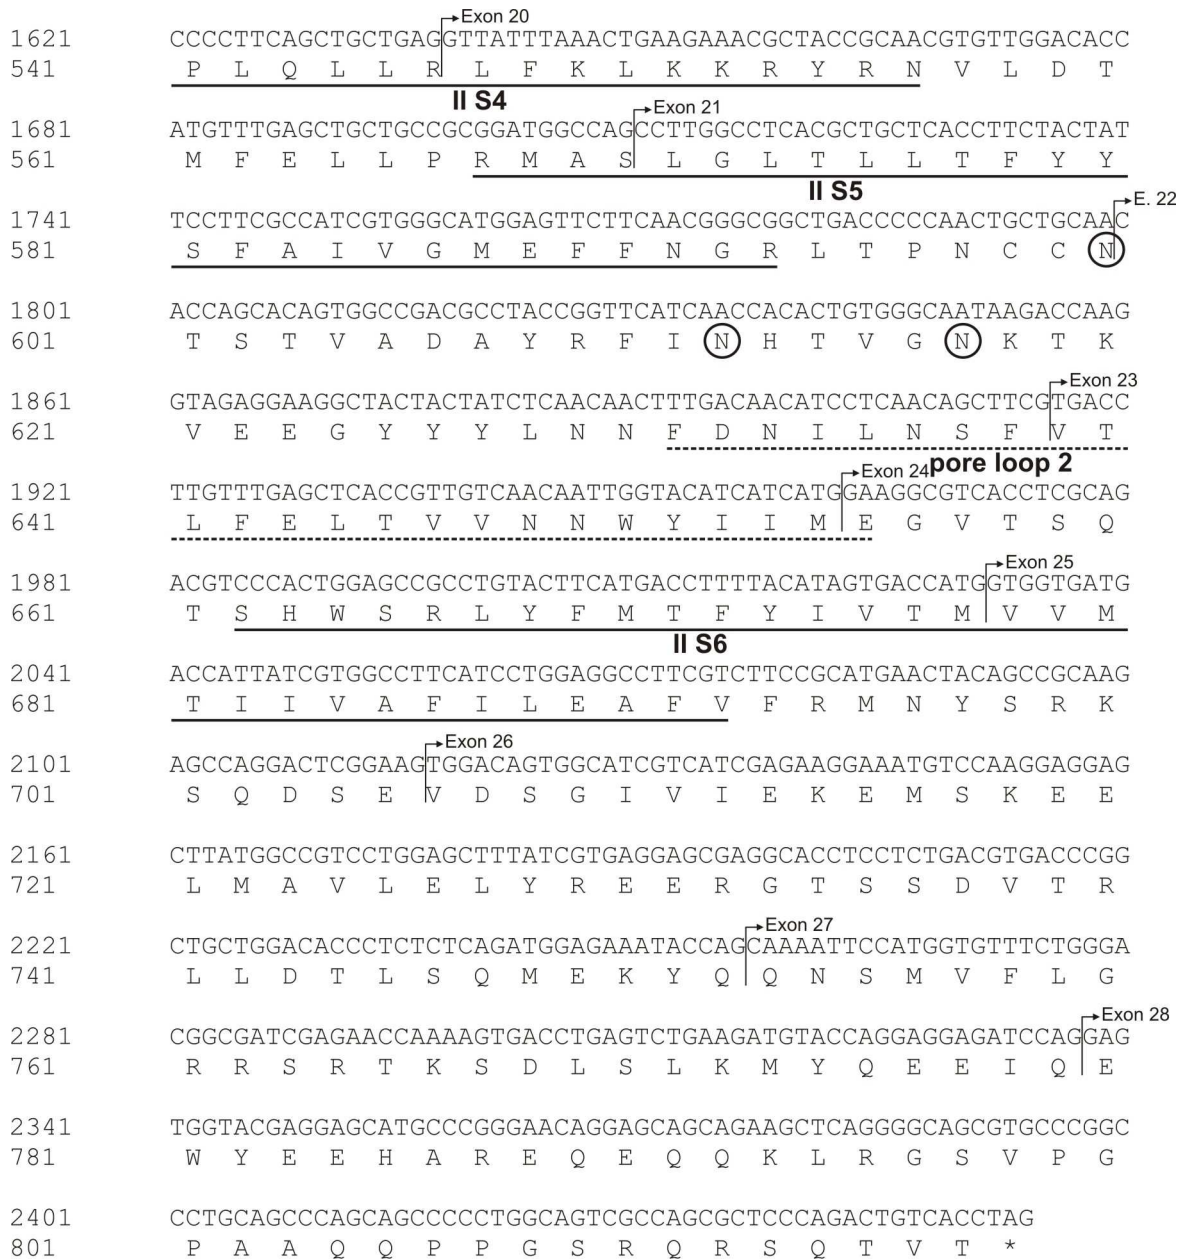 Exon 20
1621 CCCCTTCAGCTGCTGAGGTTATTTAAACTGAAGAAACGCTACCGCAACGTGTTGGACACC
541 P L Q L L R L F K L K K R Y R N V L D T
II S4
Exon 21
1681 ATGTTTGAGCTGCTGCCGCGGATGGCCAGCCTTGGCCTCACGCTGCTCACCTTCTACTAT
561 M F E L L P R M A S L G L T L L T F Y Y
II S5
E. 22
1741 TCCTTCGCCATCGTGGGCATGGAGTTCTTCAACGGGCGGCTGACCCCCAACTGCTGCAAC
581 S F A I V G M E F F N G R L T P N C C N
1801 ACCAGCACAGTGGCCGACGCCTACCGGTTCATCAACCACACTGTGGGCAATAAGACCAAG
601 T S T V A D A Y R F I N H T V G N K T K
Exon 23
1861 GTAGAGGAAGGCTACTACTATCTCAACAACTTTGACAACATCCTCAACAGCTTCGTGACC
621 V E E G Y Y Y L N N F D N I L N S F V T
Exon 24 pore loop 2
1921 TTGTTTGAGCTCACCGTTGTCAACAATTGGTACATCATCATGGAAGGCGTCACCTCGCAG
641 L F E L T V V N N W Y I I M E G V T S Q
Exon 25
1981 ACGTCCCACTGGAGCCGCCTGTACTTCATGACCTTTTACATAGTGACCATGGTGGTGATG
661 T S H W S R L Y F M T F Y I V T M V V M
II S6
2041 ACCATTATCGTGGCCTTCATCCTGGAGGCCTTCGTCTTCCGCATGAACTACAGCCGCAAG
681 T I I V A F I L E A F V F R M N Y S R K
Exon 26
2101 AGCCAGGACTCGGAAGTGGACAGTGGCATCGTCATCGAGAAGGAAATGTCCAAGGAGGAG
701 S Q D S E V D S G I V I E K E M S K E E
2161 CTTATGGCCGTCCTGGAGCTTTATCGTGAGGAGCGAGGCACCTCCTCTGACGTGACCCGG
721 L M A V L E L Y R E E R G T S S D V T R
Exon 27
2221 CTGCTGGACACCCTCTCTCAGATGGAGAAATACCAGCAAAATTCCATGGTGTTTCTGGGA
741 L L D T L S Q M E K Y Q Q N S M V F L G
Exon 28
2281 CGGCGATCGAGAACCAAAAGTGACCTGAGTCTGAAGATGTACCAGGAGGAGATCCAGGAG
761 R R S R T K S D L S L K M Y Q E E I Q E
2341 TGGTACGAGGAGCATGCCCGGGAACAGGAGCAGCAGAAGCTCAGGGGCAGCGTGCCCGGC
781 W Y E E H A R E Q E Q Q K L R G S V P G
2401 CCTGCAGCCCAGCAGCCCCCTGGCAGTCGCCAGCGCTCCCAGACTGTCACCTAG
801 P A A Q Q P P G S R Q R S Q T V T *